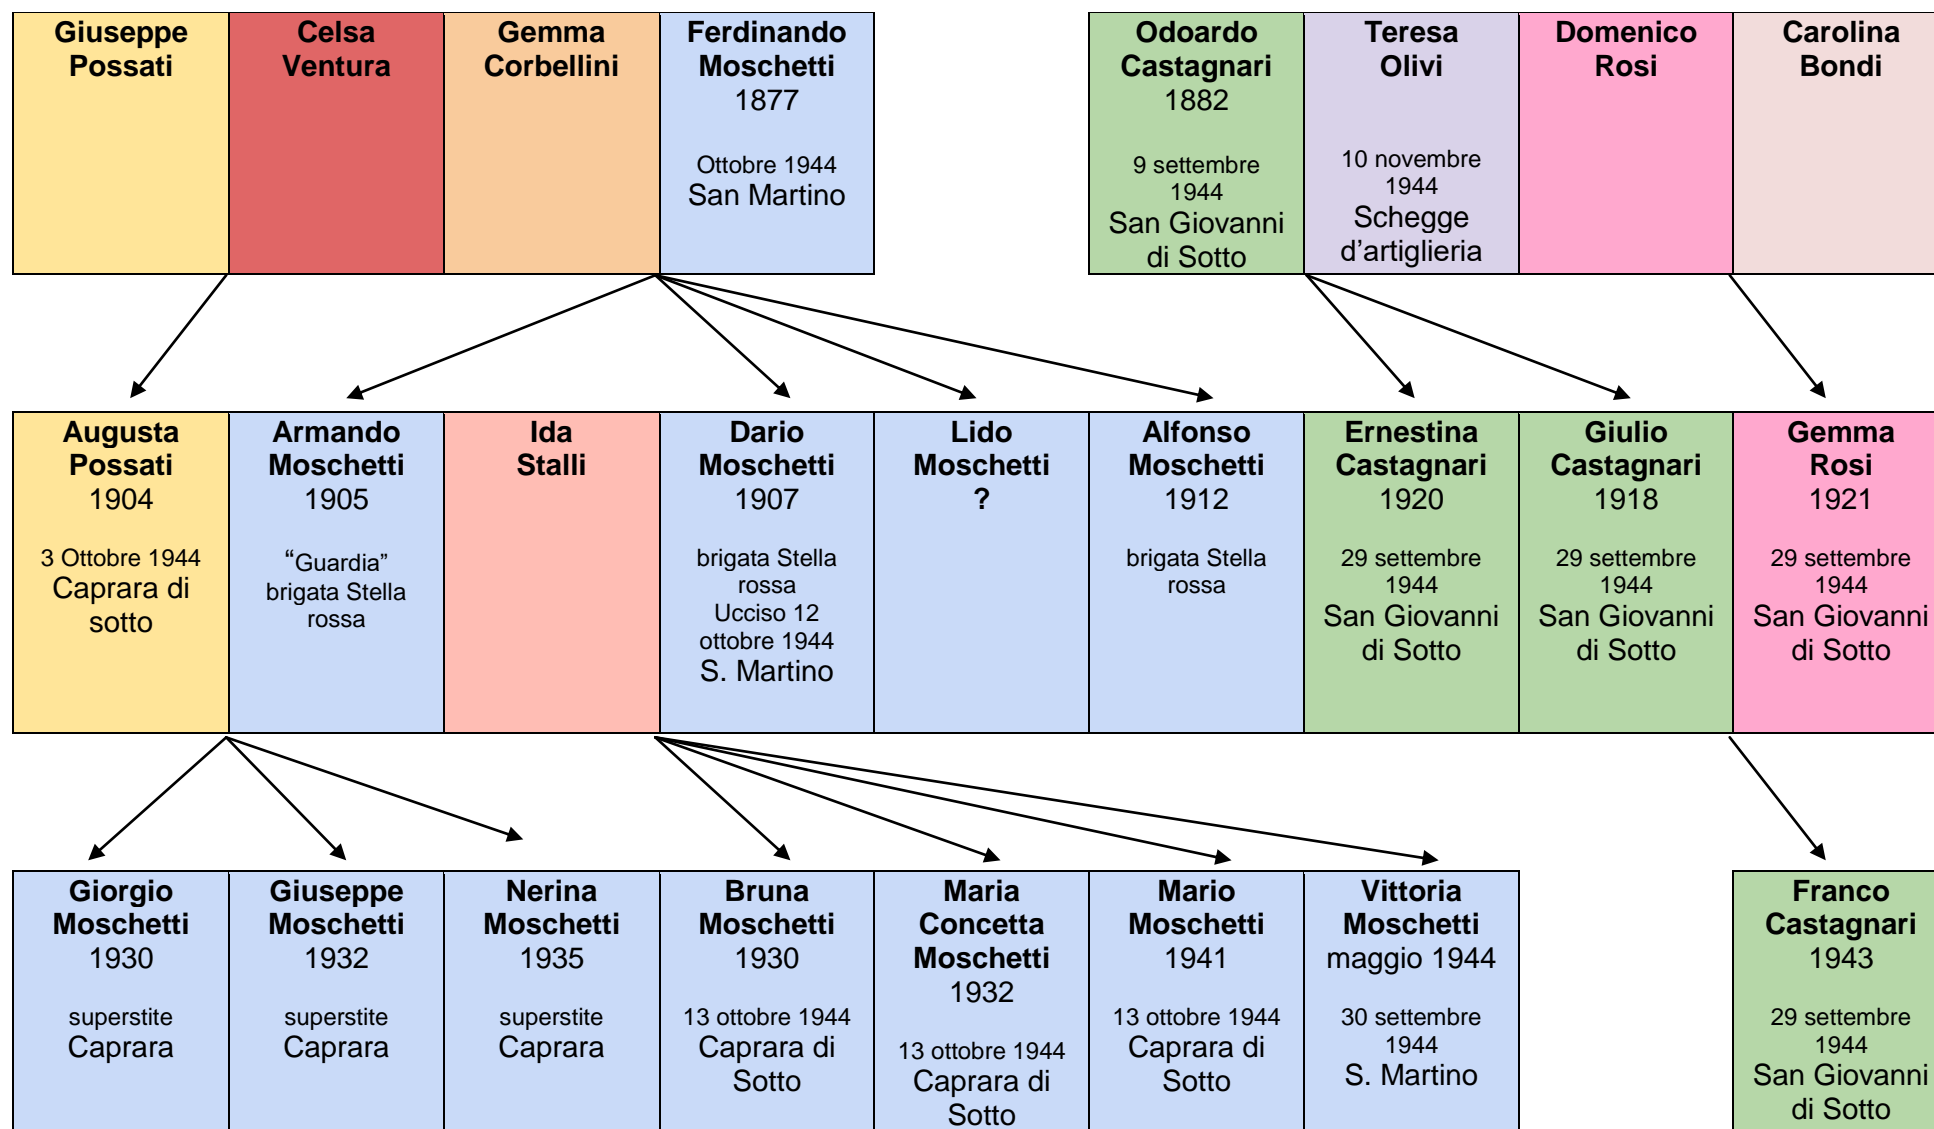 Giuseppe
Possati
Celsa
Ventura
Gemma
Corbellini
Ferdinando
Moschetti
1877
Ottobre 1944
San Martino
Odoardo
Castagnari
1882
9 settembre
1944
San Giovanni
di Sotto
Teresa
Olivi
10 novembre
1944
Schegge
d’artiglieria
Domenico
Rosi
Carolina
Bondi
Augusta
Possati
1904
3 Ottobre 1944
Caprara di
sotto
Armando
Moschetti
1905
“Guardia”
brigata Stella
rossa
Ida
Stalli
Dario
Moschetti
1907
brigata Stella
rossa
Ucciso 12
ottobre 1944
S. Martino
Lido
Moschetti
?
Alfonso
Moschetti
1912
brigata Stella
rossa
Ernestina
Castagnari
1920
29 settembre
1944
San Giovanni
di Sotto
Giulio
Castagnari
1918
29 settembre
1944
San Giovanni
di Sotto
Gemma
Rosi
1921
29 settembre
1944
San Giovanni
di Sotto
Giorgio
Moschetti
1930
superstite
Caprara
Giuseppe
Moschetti
1932
superstite
Caprara
Nerina
Moschetti
1935
superstite
Caprara
Bruna
Moschetti
1930
13 ottobre 1944
Caprara di
Sotto
Maria
Concetta
Moschetti
1932
13 ottobre 1944
Caprara di
Sotto
Mario
Moschetti
1941
13 ottobre 1944
Caprara di
Sotto
Vittoria
Moschetti
maggio 1944
30 settembre
1944
S. Martino
Franco
Castagnari
1943
29 settembre
1944
San Giovanni
di Sotto